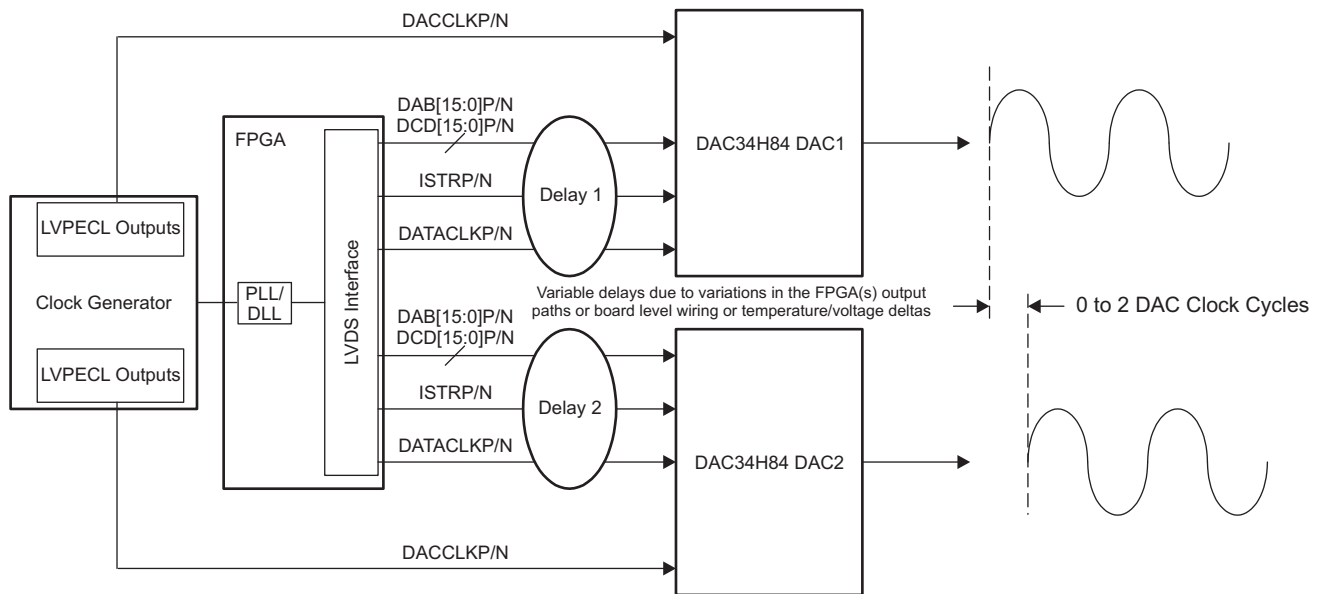 DACCLKP/N
DAB[15:0]P/N
DCD[15:0]P/N
FPGA
DAC34H84 DAC1
ISTRP/N
Delay 1
LVPECL Outputs
DATACLKP/N
LVDS Interface
Clock Generator
PLL/
DLL
Variable delays due to variations in the FPGA(s) output
paths or board level wiring or temperature/voltage deltas
0 to 2 DAC Clock Cycles
DAB[15:0]P/N
DCD[15:0]P/N
LVPECL Outputs
ISTRP/N
Delay 2
DATACLKP/N
DAC34H84 DAC2
DACCLKP/N